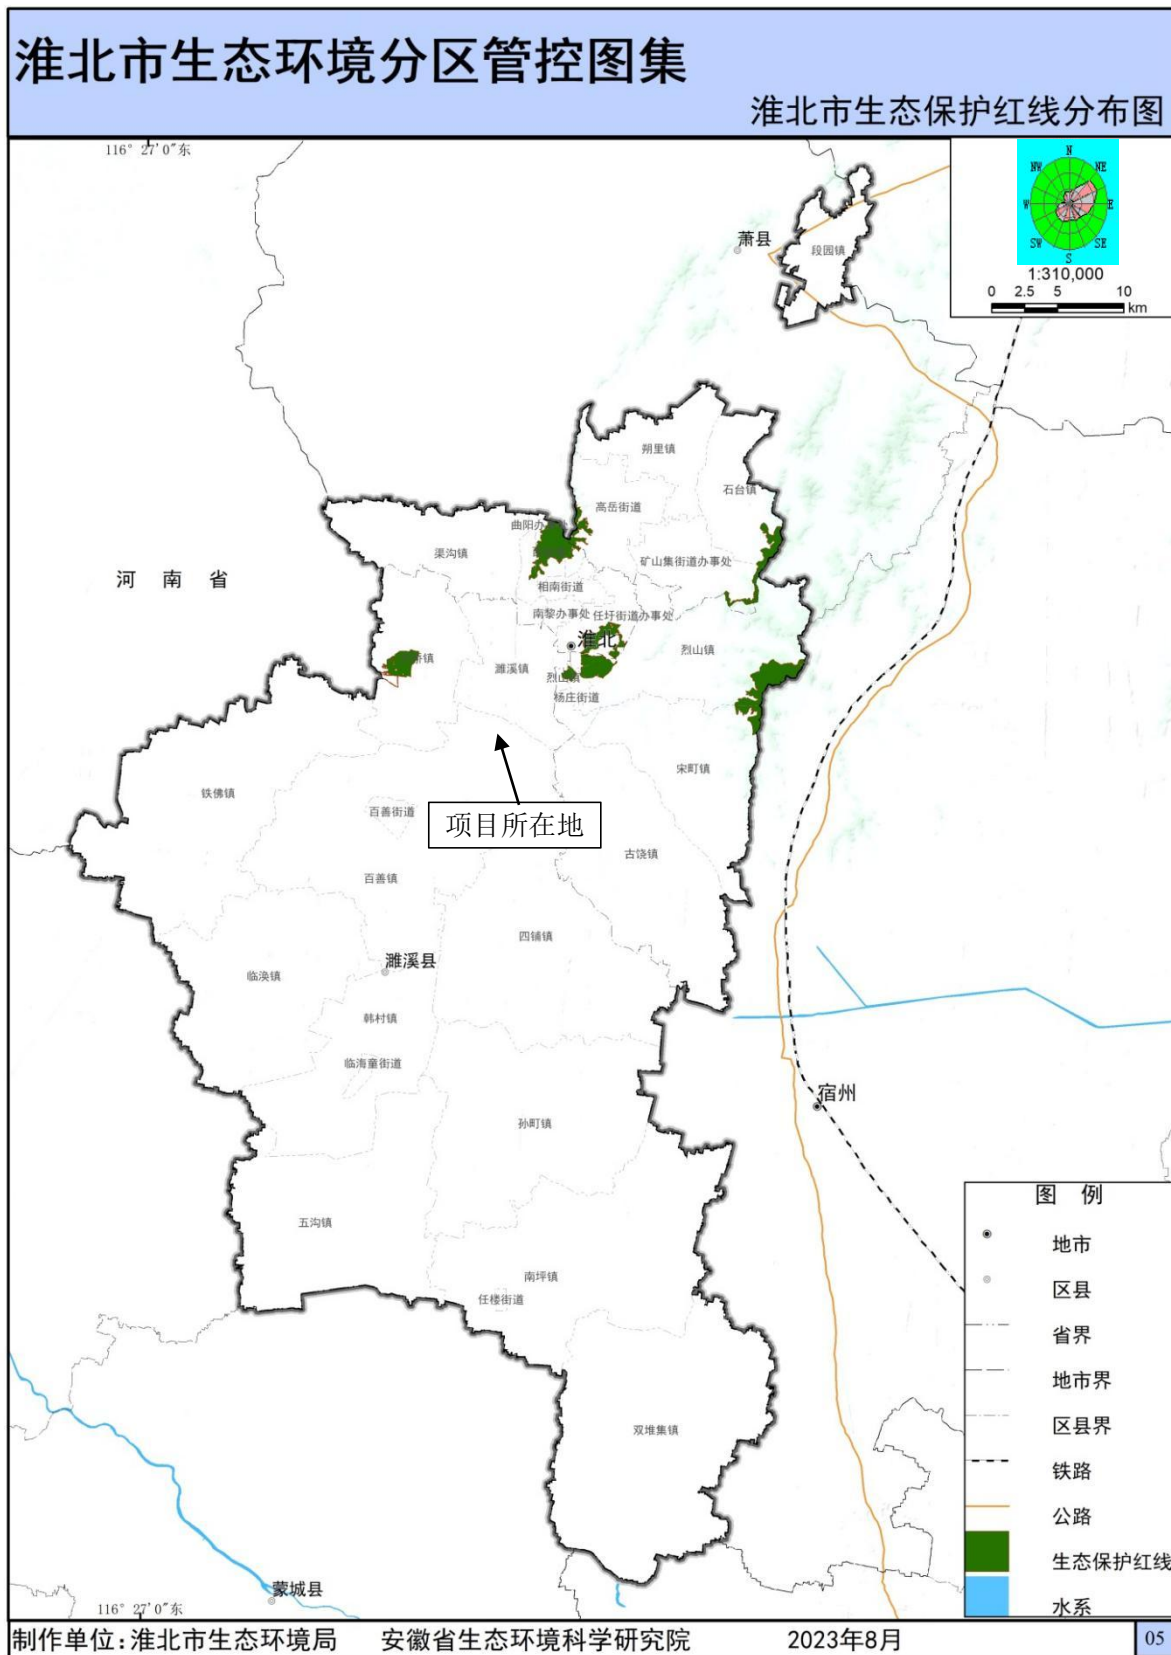 淮北市生态环境分区管控图集
淮北市生态保护红线分布图
116° 27'0"东
N
NW
NE
W
E
SW
SE
S
1:310,000
0 2.5 5 10
km
萧县
段园镇
朔里镇
石台镇
高岳街道
曲阳办
渠沟镇
矿山集街道办事处
河 南 省
相南街道
南黎办事处
任圩街道办事处
淮北
烈山镇
桥镇
濉溪镇
烈山镇
杨庄街道
宋町镇
铁佛镇
百善街道
项目所在地
古饶镇
百善镇
四铺镇
濉溪县
临涣镇
韩村镇
临海童街道
宿州
孙町镇
五沟镇
南坪镇
任楼街道
双堆集镇
蒙城县
116° 27'0"东
图 例
地市
区县
省界
地市界
区县界
铁路
公路
生态保护红线
水系
制作单位:淮北市生态环境局 安徽省生态环境科学研究院 2023年8月
05